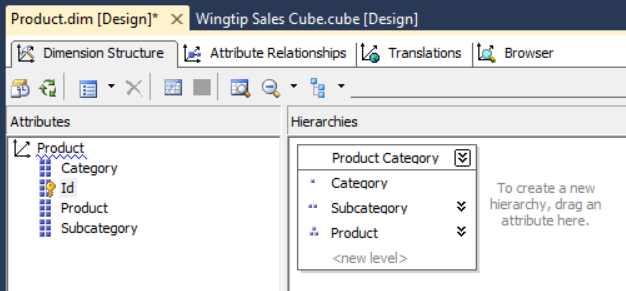 Product.dim [Design]* Wingtip Sales Cube.cube [Design]
Dimension Structure Attribute Relationships Translations Browser
Attributes
Product
Category
Id
Product
Subcategory
Hierarchies
Product Category
Category
Subcategory
Product
<new level>
To create a new
hierarchy, drag an
attribute here.